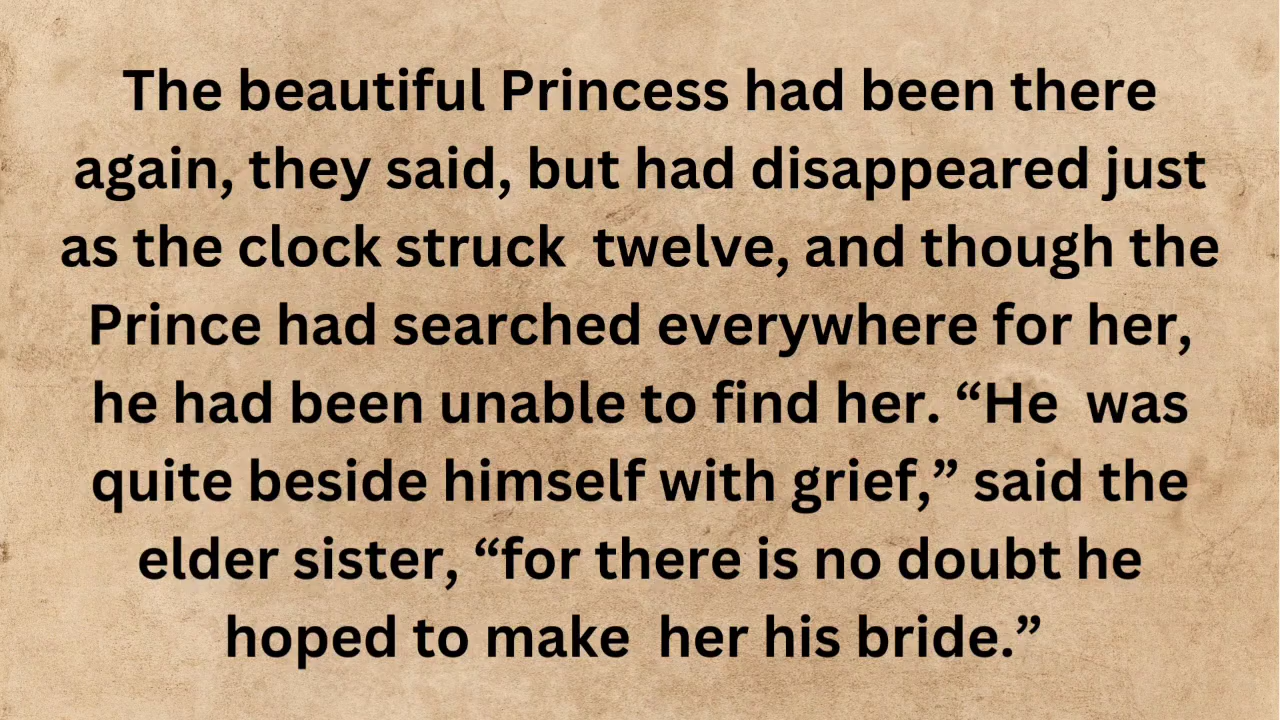 The beautiful Princess had been there
again, they said, but had disappeared just
as the clock struck  twelve, and though the
Prince had searched everywhere for her,
he had been unable to find her. “He  was
quite beside himself with grief,” said the
elder sister, “for there is no doubt he
hoped to make  her his bride.”